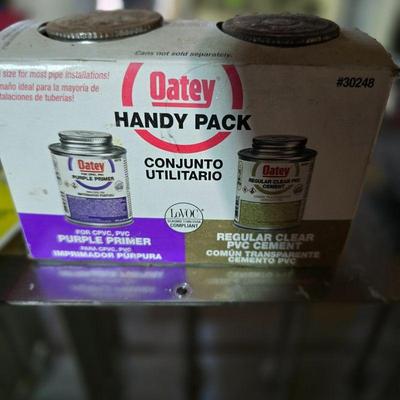 Cans not sold separately.
size for most pipe installations!
maño ideal para la mayoría de
talaciones de tuberías!
#30248
Oatey
HANDY PACK
CONJUNTO
UTILITARIO
Oatey
PURPLE PRIMER
Oatey
REGULAR CLEAR
PVC CEMENT
LoVOC
COMPLIANT
FOR CPVC, PVC
PURPLE PRIMER
PARA CPVC, PVC
IMPRIMADOR PÚRPURA
REGULAR CLEAR
PVC CEMENT
COMÚN TRANSPARENTE
CEMENTO PVC